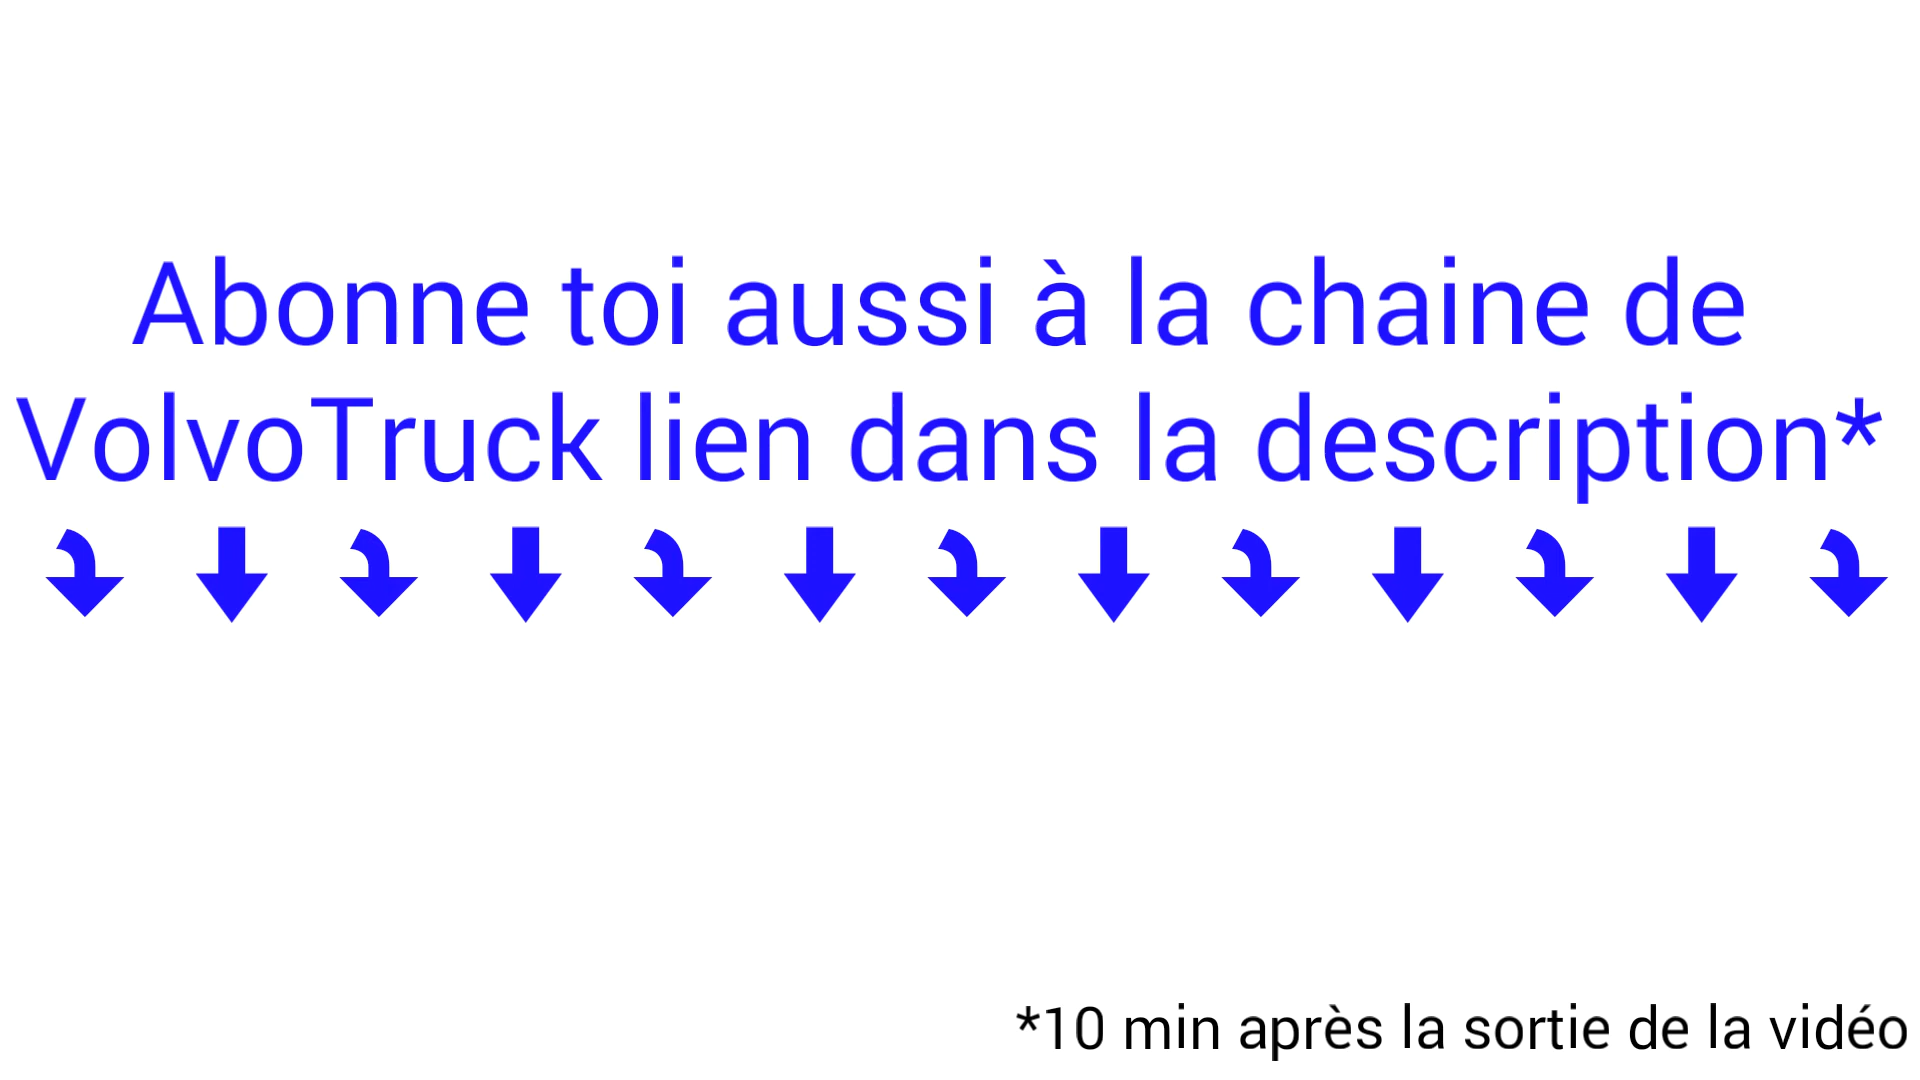 Abonne toi aussi à la chaine de
VolvoTruck lien dans la description*
⤵⬇⤵⬇⤵⬇⤵⬇⤵⬇⤵⬇⤵
*10 min après la sortie de la vidéo